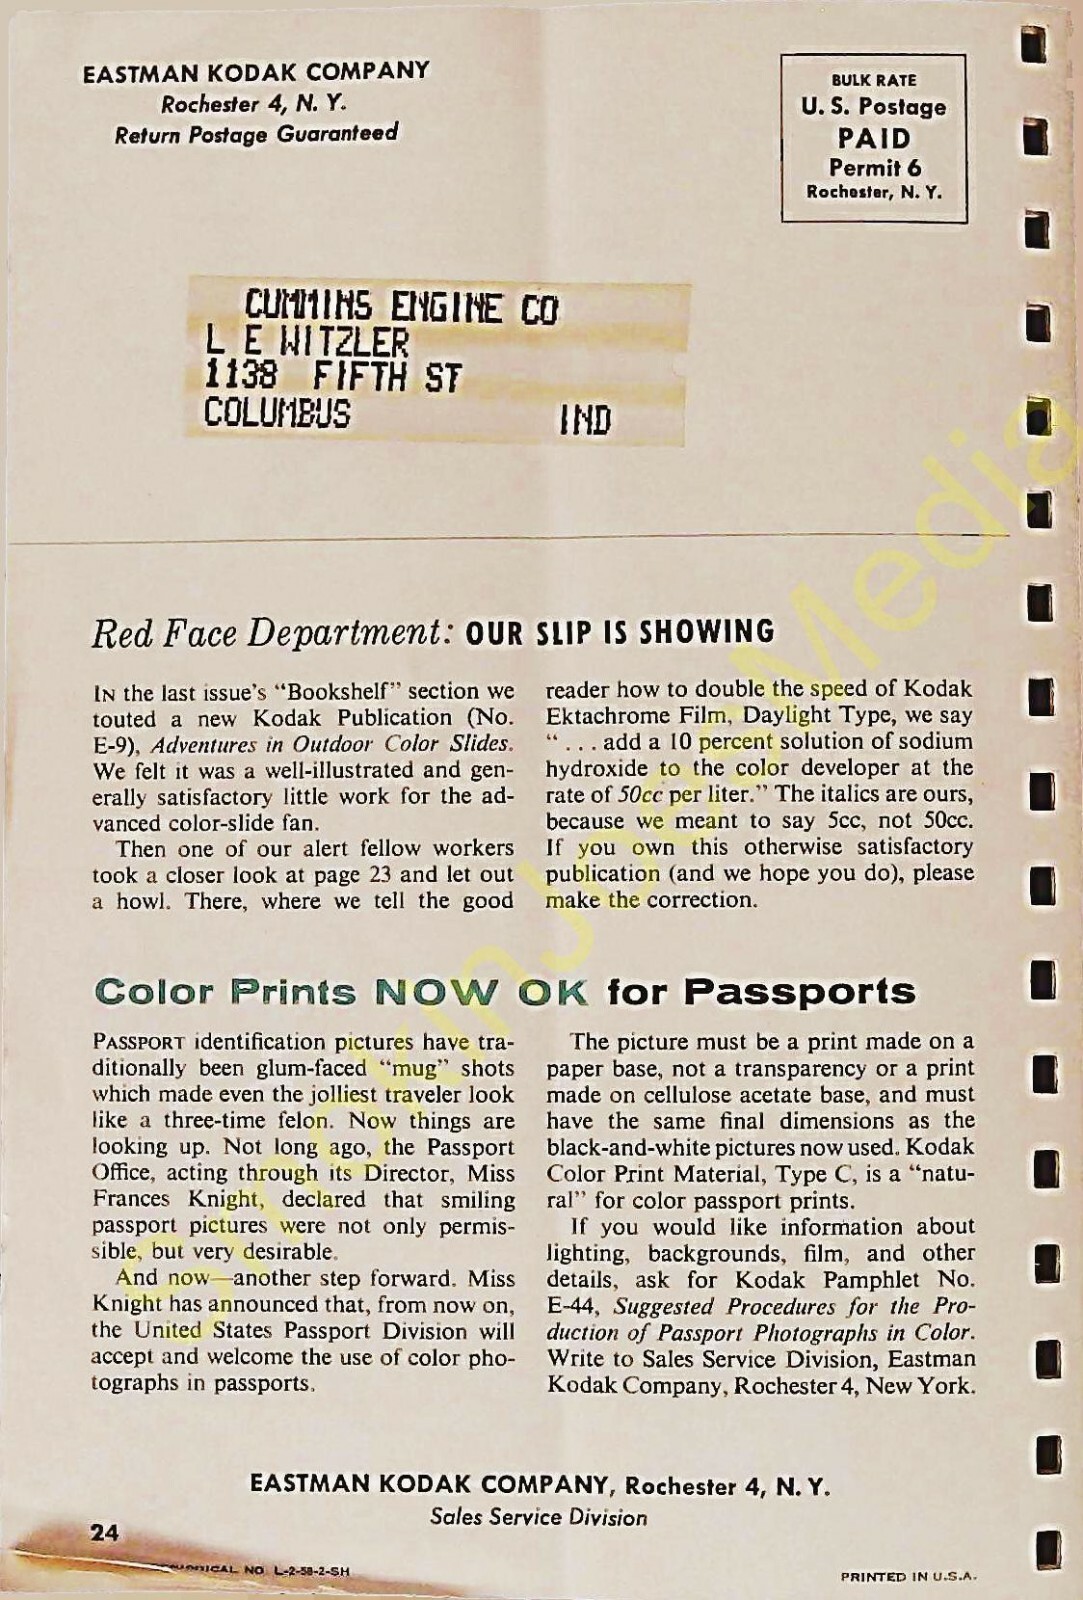 EASTMAN KODAK COMPANY
Rochester 4, N. Y.
Return Postage Guaranteed
BULK RATE
U. S. Postage
PAID
Permit 6
Rochester, N. Y.
CUMMINS ENGINE CO
L E WITZLER
1138 FIFTH ST
COLUMBUS IND
Red Face Department: OUR SLIP IS SHOWING
IN the last issue's "Bookshelf" section we
touted a new Kodak Publication (No.
E-9), Adventures in Outdoor Color Slides.
We felt it was a well-illustrated and gen-
erally satisfactory little work for the ad-
vanced color-slide fan.
Then one of our alert fellow workers
took a closer look at page 23 and let out
a howl. There, where we tell the good
reader how to double the speed of Kodak
Ektachrome Film, Daylight Type, we say
". . . add a 10 percent solution of sodium
hydroxide to the color developer at the
rate of 50cc per liter." The italics are ours,
because we meant to say 5cc, not 50cc.
If you own this otherwise satisfactory
publication (and we hope you do), please
make the correction.
Color Prints NOW OK for Passports
PASSPORT identification pictures have tra-
ditionally been glum-faced "mug" shots
which made even the jolliest traveler look
like a three-time felon. Now things are
looking up. Not long ago, the Passport
Office, acting through its Director, Miss
Frances Knight, declared that smiling
passport pictures were not only permis-
sible, but very desirable.
And now—another step forward. Miss
Knight has announced that, from now on,
the United States Passport Division will
accept and welcome the use of color pho-
tographs in passports.
The picture must be a print made on a
paper base, not a transparency or a print
made on cellulose acetate base, and must
have the same final dimensions as the
black-and-white pictures now used. Kodak
Color Print Material, Type C, is a "natu-
ral" for color passport prints.
If you would like information about
lighting, backgrounds, film, and other
details, ask for Kodak Pamphlet No.
E-44, Suggested Procedures for the Pro-
duction of Passport Photographs in Color.
Write to Sales Service Division, Eastman
Kodak Company, Rochester 4, New York.
EASTMAN KODAK COMPANY, Rochester 4, N. Y.
Sales Service Division
24
NO. L-2-58-2-SH
PRINTED IN U.S.A.
SmokinJoesMedia